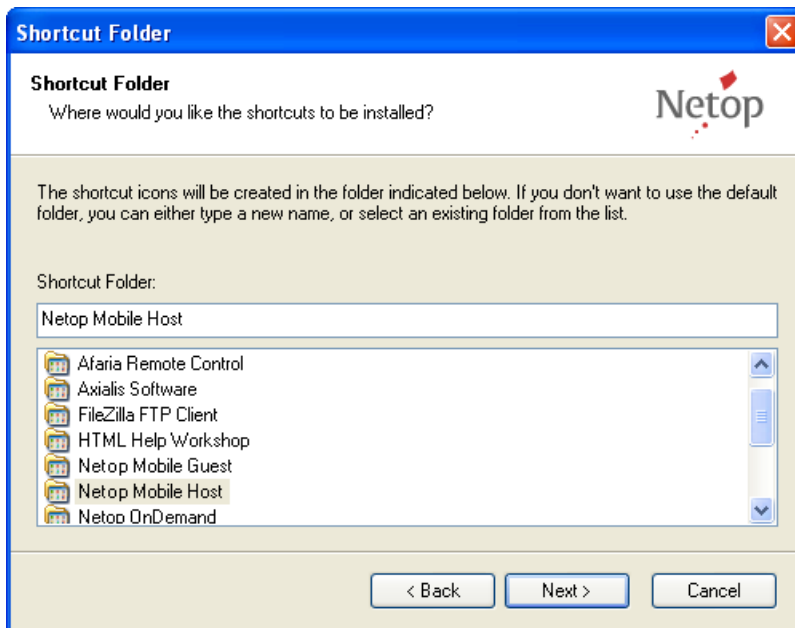 Shortcut Folder
Shortcut Folder
Where would you like the shortcuts to be installed?
Netop
The shortcut icons will be created in the folder indicated below. If you don't want to use the default
folder, you can either type a new name, or select an existing folder from the list.
Shortcut Folder:
Netop Mobile Host
Afaria Remote Control
Axialis Software
FileZilla FTP Client
HTML Help Workshop
Netop Mobile Guest
Netop Mobile Host
Netop OnDemand
< Back
Next >
Cancel